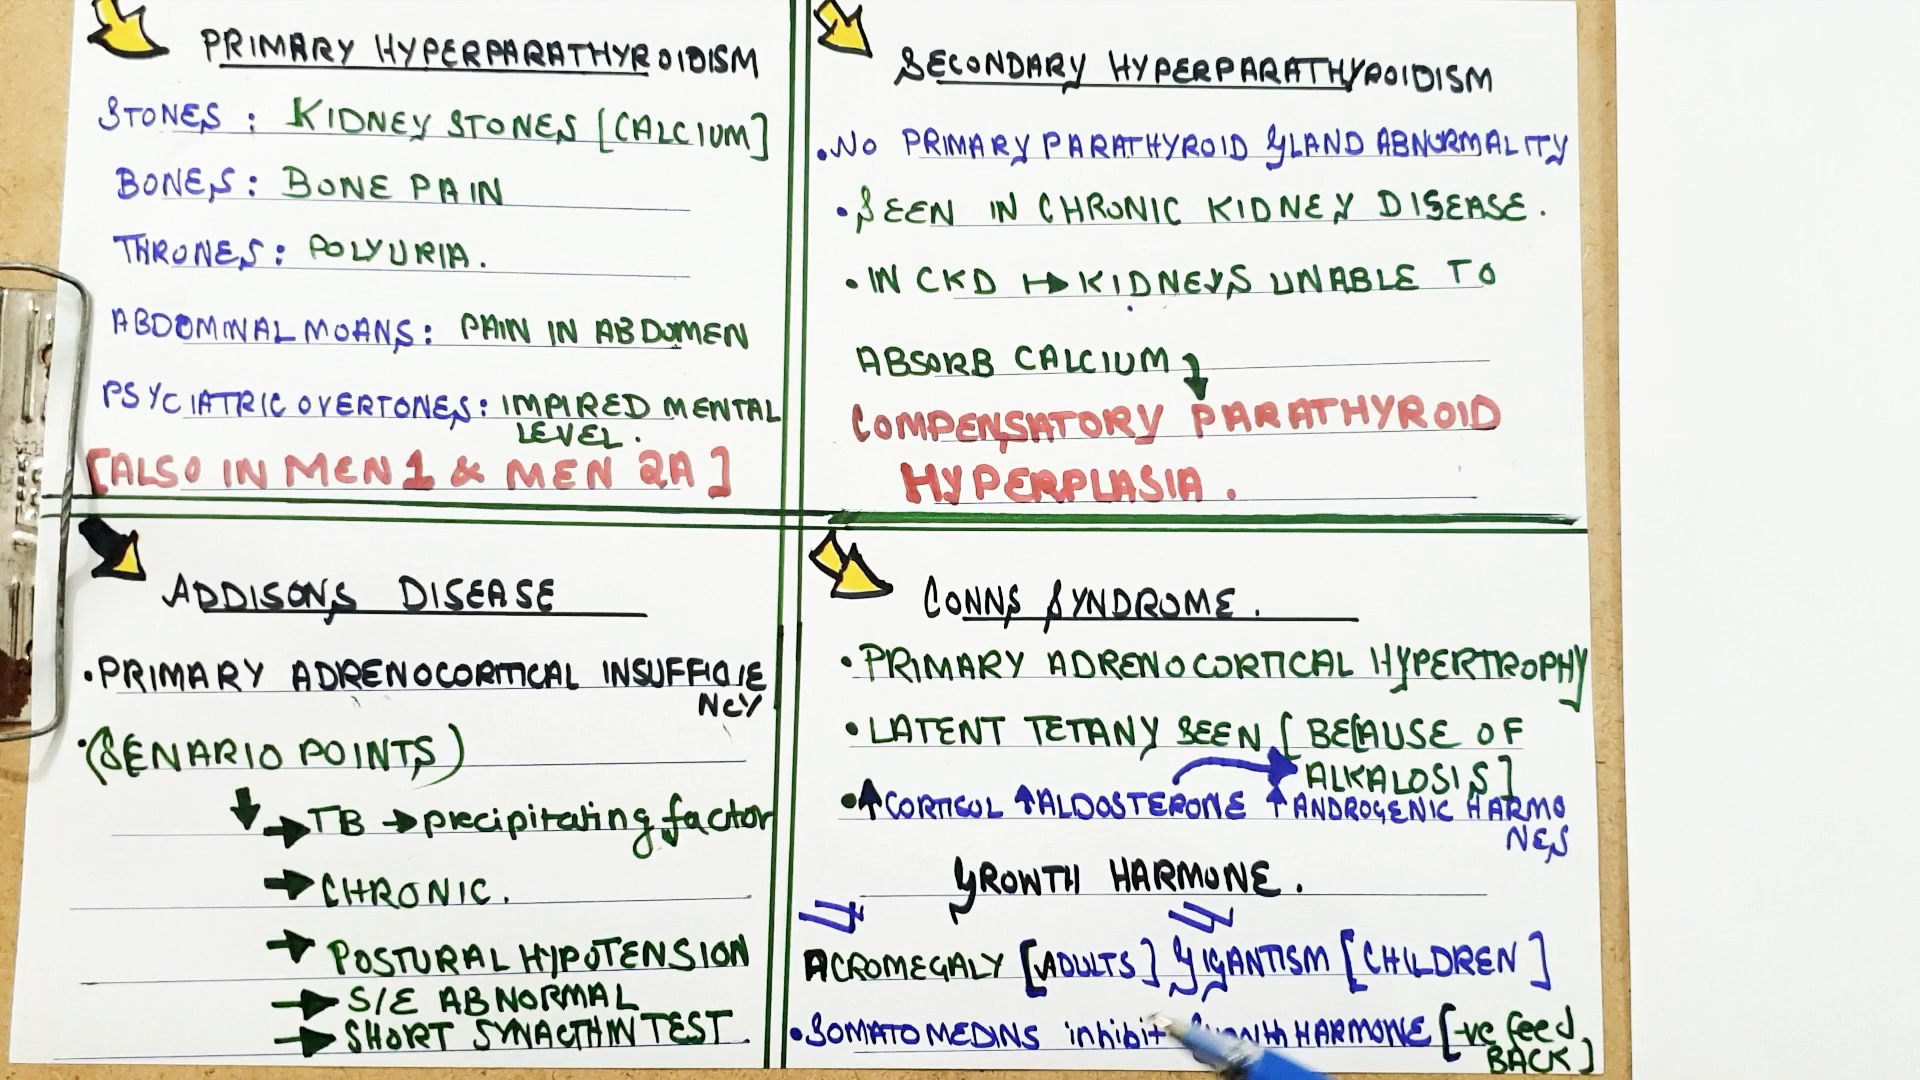 PRIMARY HYPERPARATHYROIDISM
STONES : KIDNEY STONES [CALCIUM]
BONES : BONE PAIN
THRONES : POLYURIA.
ABDOMINAL MOANS : PAIN IN ABDOMEN
PSYCIATRIC OVERTONES : IMPIRED MENTAL
LEVEL.
[ALSO IN MEN 1 & MEN 2A]
SECONDARY HYPERPARATHYROIDISM
• NO PRIMARY PARATHYROID GLAND ABNORMALITY
• SEEN IN CHRONIC KIDNEY DISEASE.
• IN CKD → KIDNEYS UNABLE TO
ABSORB CALCIUM
COMPENSATORY PARATHYROID
HYPERPLASIA.
ADDISONS DISEASE
• PRIMARY ADRENOCORTICAL INSUFFICIE
NCY
• (SENARIO POINTS)
↓ → TB → precipitating factor
→ CHRONIC.
→ POSTURAL HYPOTENSION
→ S/E ABNORMAL
→ SHORT SYNACTHIN TEST.
CONNS SYNDROME.
• PRIMARY ADRENOCORTICAL HYPERTROPHY
• LATENT TETANY SEEN [BECAUSE OF
ALKALOSIS]
• ↑ CORTISOL ↑ ALDOSTERONE ↑ ANDROGENIC HARMO
NES
GROWTH HARMONE.
ACROMEGALY [ADULTS] GIGANTISM [CHILDREN]
• SOMATOMEDINS inhibit HARMONE [-ve feed
BACK]